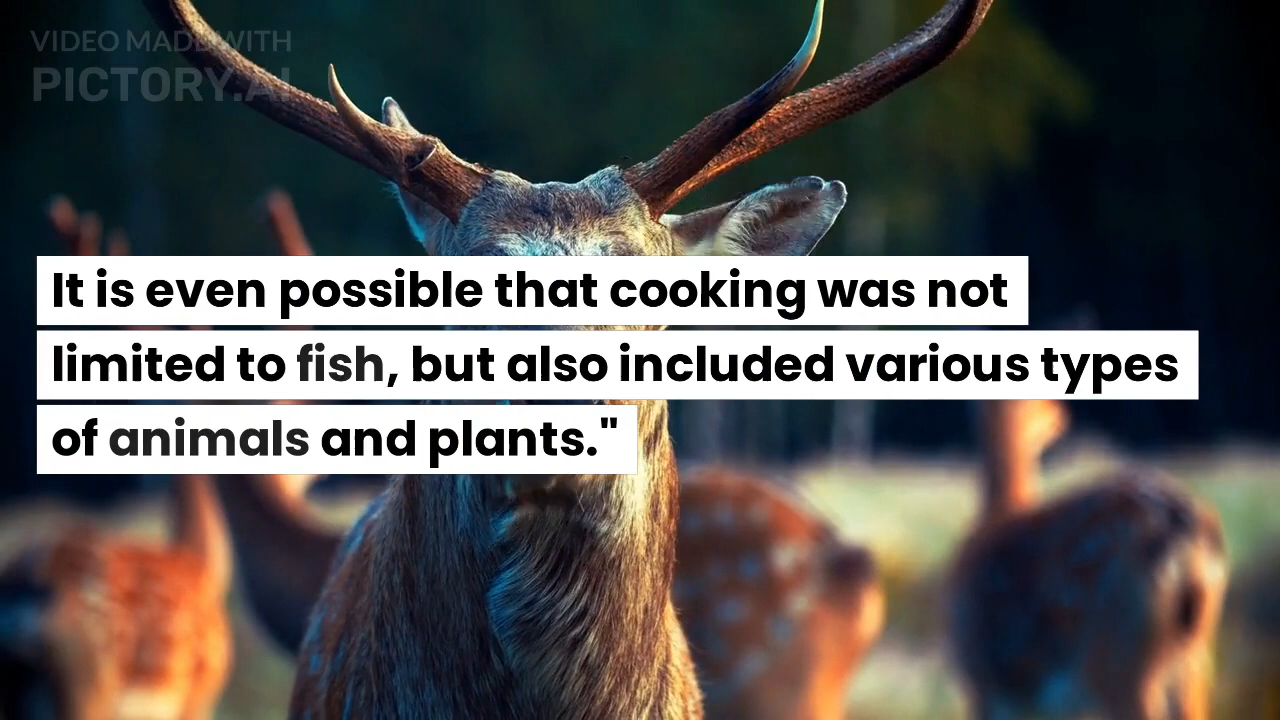 VIDEO MADE WITH
PICTORY.AI
It is even possible that cooking was not
limited to fish, but also included various types
of animals and plants."